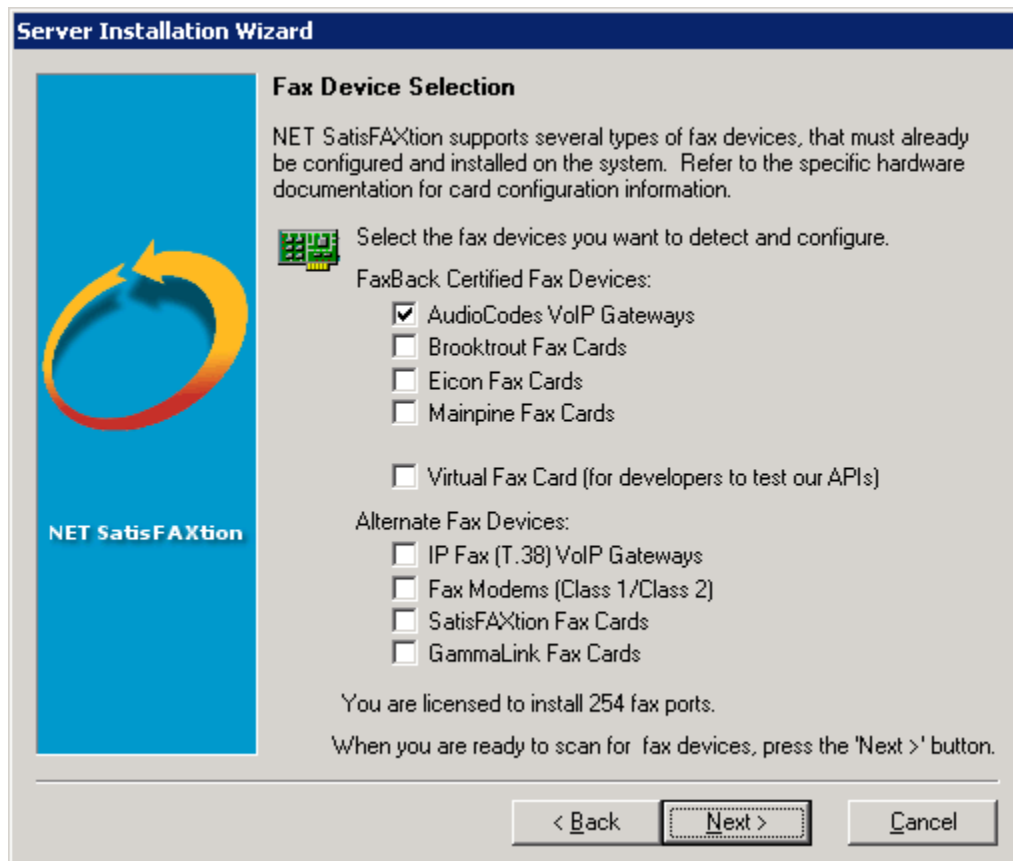 Server Installation Wizard
Fax Device Selection
NET SatisFAXtion supports several types of fax devices, that must already
be configured and installed on the system.  Refer to the specific hardware
documentation for card configuration information.
Select the fax devices you want to detect and configure.
FaxBack Certified Fax Devices:
AudioCodes VoIP Gateways
Brooktrout Fax Cards
Eicon Fax Cards
Mainpine Fax Cards
Virtual Fax Card (for developers to test our APIs)
NET SatisFAXtion
Alternate Fax Devices:
IP Fax (T.38) VoIP Gateways
Fax Modems (Class 1/Class 2)
SatisFAXtion Fax Cards
GammaLink Fax Cards
You are licensed to install 254 fax ports.
When you are ready to scan for  fax devices, press the 'Next >' button.
< Back
Next >
Cancel